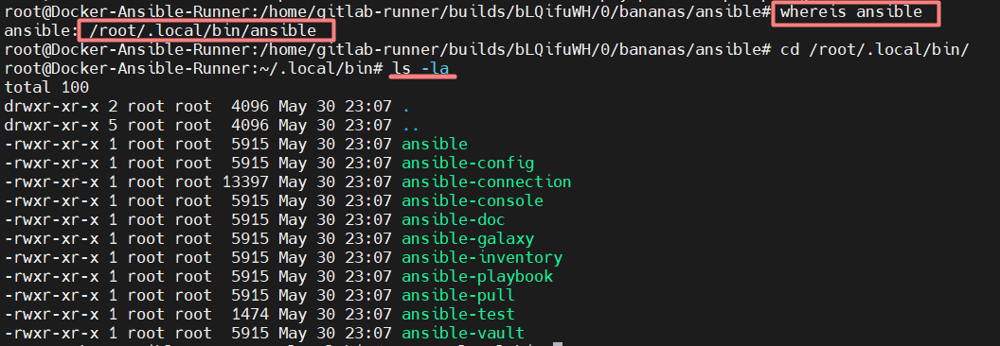 root@Docker-Ansible-Runner:/home/gitlab-runner/builds/bLQifuWH/0/bananas/ansible# whereis ansible
ansible: /root/.local/bin/ansible
root@Docker-Ansible-Runner:/home/gitlab-runner/builds/bLQifuWH/0/bananas/ansible# cd /root/.local/bin/
root@Docker-Ansible-Runner:~/.local/bin# ls -la
total 100
drwxr-xr-x 2 root root  4096 May 30 23:07 .
drwxr-xr-x 5 root root  4096 May 30 23:07 ..
-rwxr-xr-x 1 root root  5915 May 30 23:07 ansible
-rwxr-xr-x 1 root root  5915 May 30 23:07 ansible-config
-rwxr-xr-x 1 root root 13397 May 30 23:07 ansible-connection
-rwxr-xr-x 1 root root  5915 May 30 23:07 ansible-console
-rwxr-xr-x 1 root root  5915 May 30 23:07 ansible-doc
-rwxr-xr-x 1 root root  5915 May 30 23:07 ansible-galaxy
-rwxr-xr-x 1 root root  5915 May 30 23:07 ansible-inventory
-rwxr-xr-x 1 root root  5915 May 30 23:07 ansible-playbook
-rwxr-xr-x 1 root root  5915 May 30 23:07 ansible-pull
-rwxr-xr-x 1 root root  1474 May 30 23:07 ansible-test
-rwxr-xr-x 1 root root  5915 May 30 23:07 ansible-vault